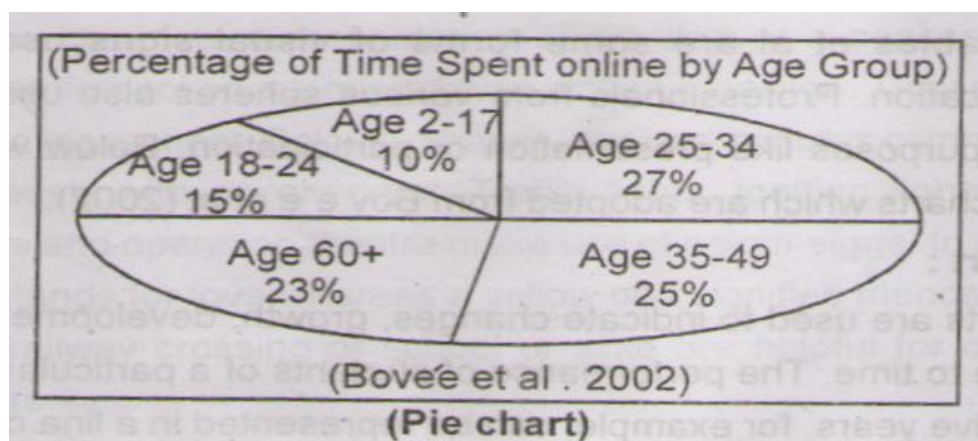 (Percentage of Time Spent online by Age Group)
Age 2-17
10%
Age 25-34
27%
Age 18-24
15%
Age 60+
23%
Age 35-49
25%
(Boveé et al . 2002)
(Pie chart)